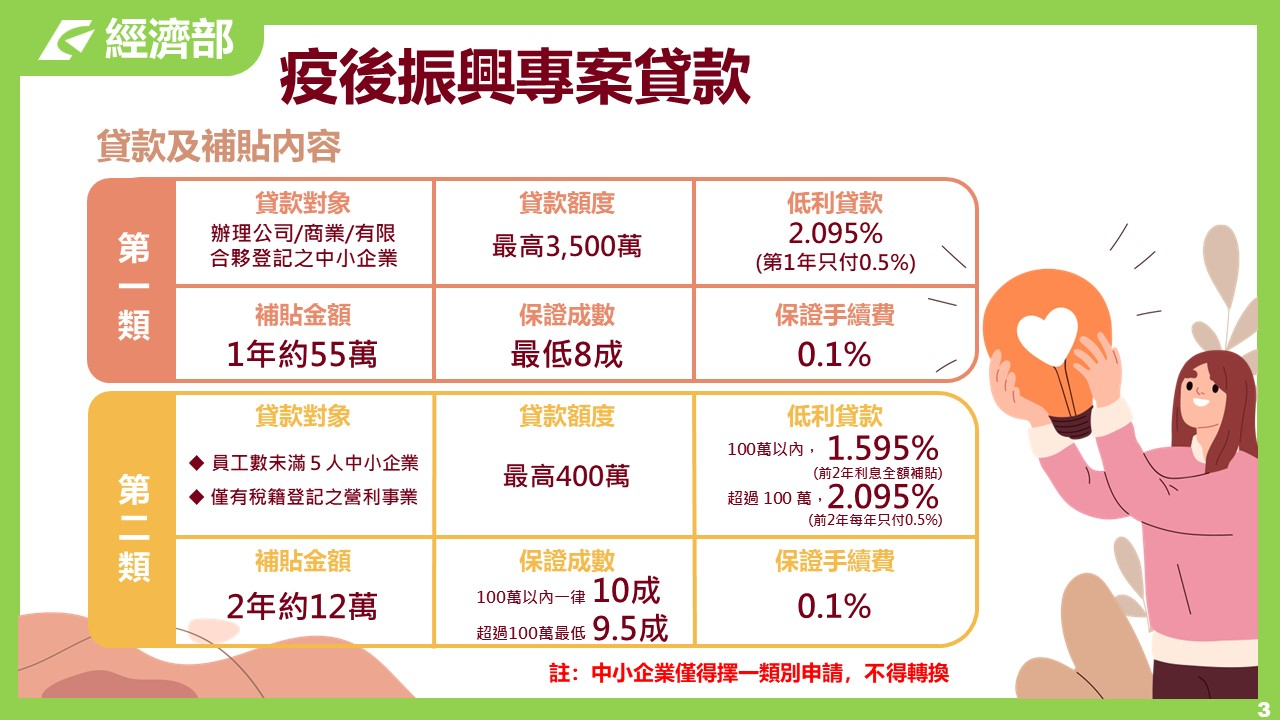 經濟部
疫後振興專案貸款
貸款及補貼內容
第一類
貸款對象
辦理公司/商業/有限
合夥登記之中小企業
貸款額度
最高3,500萬
低利貸款
2.095%
(第1年只付0.5%)
補貼金額
1年約55萬
保證成數
最低8成
保證手續費
0.1%
第二類
貸款對象
◆ 員工數未滿５人中小企業
◆ 僅有稅籍登記之營利事業
貸款額度
最高400萬
低利貸款
100萬以內，1.595%
(前2年利息全額補貼)
超過 100 萬，2.095%
(前2年每年只付0.5%)
補貼金額
2年約12萬
保證成數
100萬以內一律 10成
超過100萬最低 9.5成
保證手續費
0.1%
註：中小企業僅得擇一類別申請，不得轉換
3